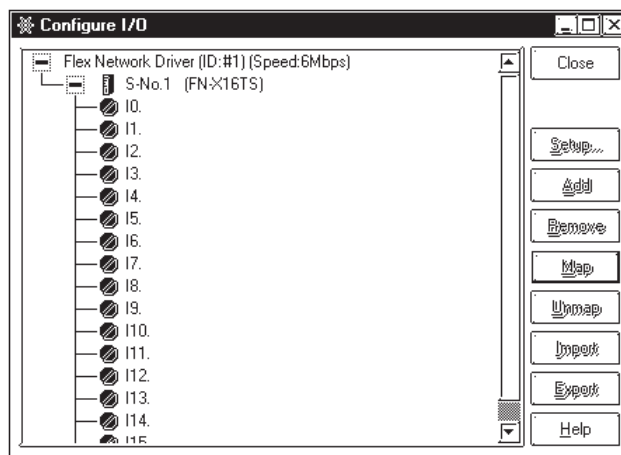 Configure I/O
Flex Network Driver (ID:#1) (Speed:6Mbps)
S-No.1 (FN-X16TS)
I0.
I1.
I2.
I3.
I4.
I5.
I6.
I7.
I8.
I9.
I10.
I11.
I12.
I13.
I14.
I15.
Close
Setup...
Add
Remove
Map
Unmap
Import
Export
Help